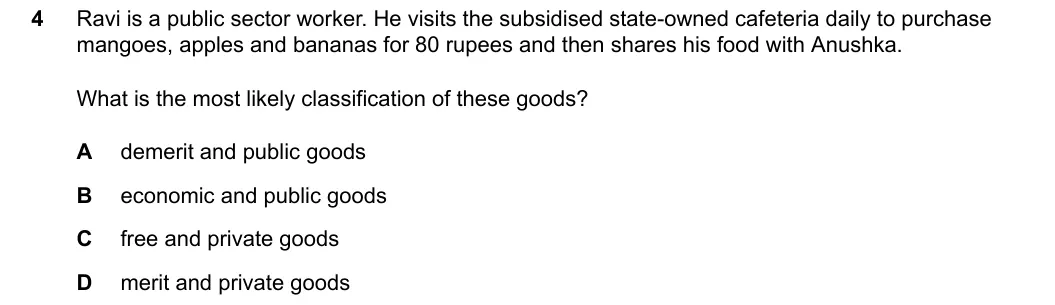 4 Ravi is a public sector worker. He visits the subsidised state-owned cafeteria daily to purchase
mangoes, apples and bananas for 80 rupees and then shares his food with Anushka.
What is the most likely classification of these goods?
A demerit and public goods
B economic and public goods
C free and private goods
D merit and private goods